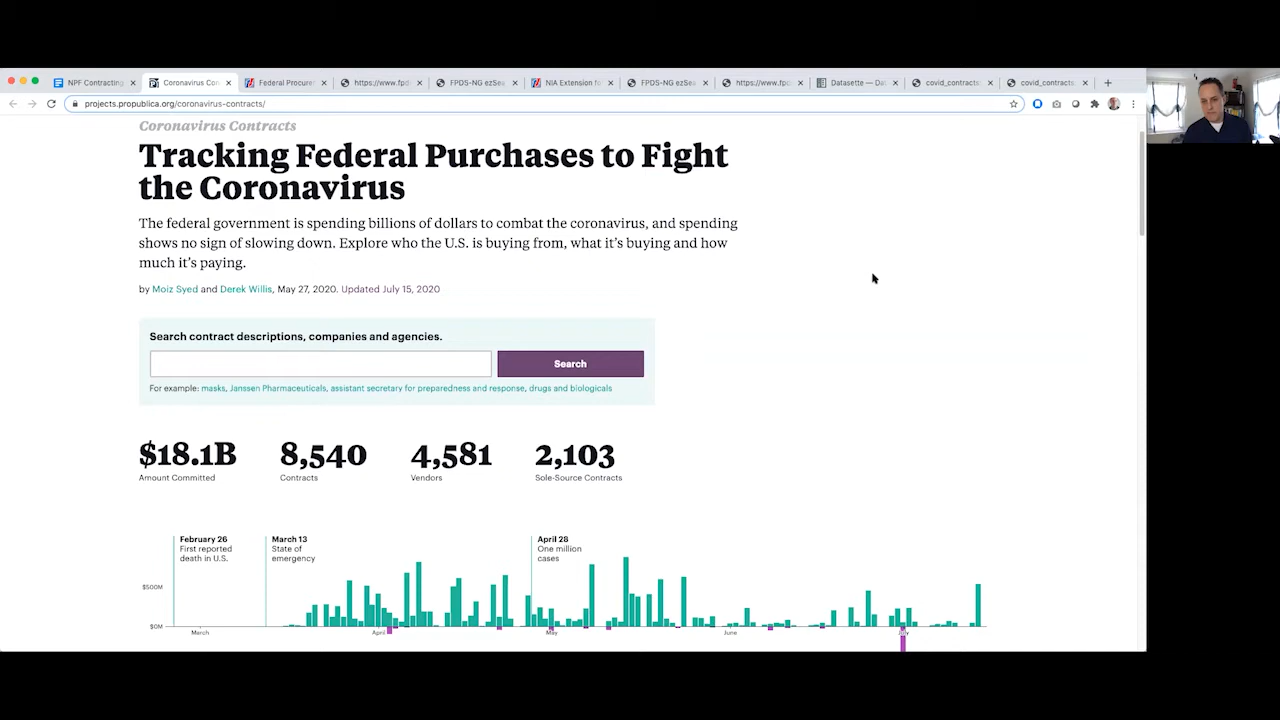 NPF Contracting
Coronavirus Con
Federal Procure
https://www.fpd
FPDS-NG ezSea
NIA Extension fo
FPDS-NG ezSea
https://www.fpd
Datasette — Dat
covid_contracts:
covid_contracts:
projects.propublica.org/coronavirus-contracts/
Coronavirus Contracts
Tracking Federal Purchases to Fight
the Coronavirus
The federal government is spending billions of dollars to combat the coronavirus, and spending
shows no sign of slowing down. Explore who the U.S. is buying from, what it’s buying and how
much it’s paying.
by Moiz Syed and Derek Willis, May 27, 2020. Updated July 15, 2020
Search contract descriptions, companies and agencies.
Search
For example: masks, Janssen Pharmaceuticals, assistant secretary for preparedness and response, drugs and biologicals
$18.1B 8,540 4,581 2,103
Amount Committed Contracts Vendors Sole-Source Contracts
February 26 March 13 April 28
First reported State of One million
death in U.S. emergency cases
$500M
$0M
March April May June July